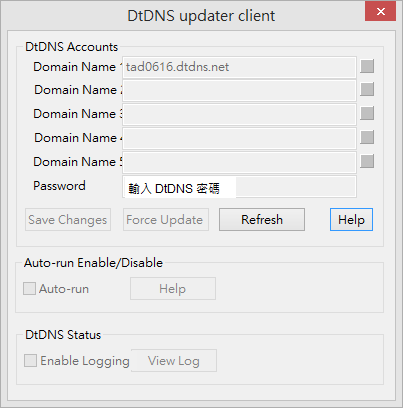 DtDNS updater client
DtDNS Accounts
Domain Name 1 tad0616.dtdns.net
Domain Name 2
Domain Name 3
Domain Name 4
Domain Name 5
Password 輸入 DtDNS 密碼
Save Changes Force Update Refresh Help
Auto-run Enable/Disable
Auto-run Help
DtDNS Status
Enable Logging View Log